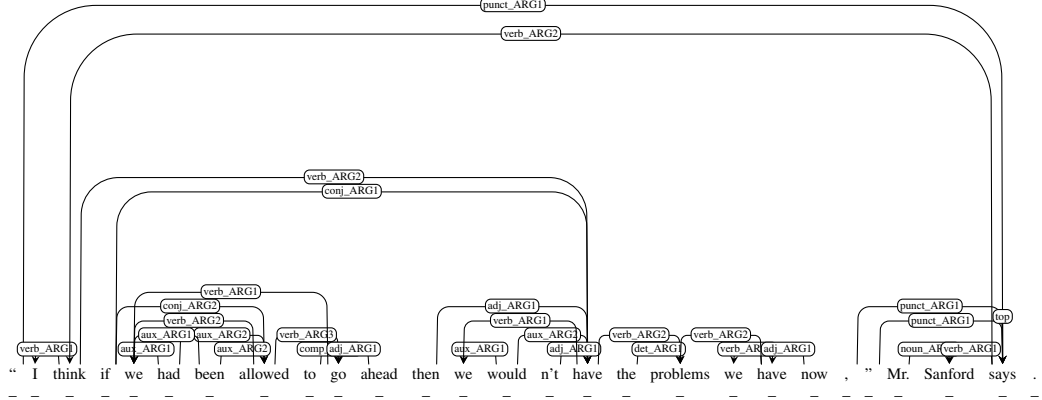 punct_ARG1
verb_ARG2
verb_ARG2
conj_ARG1
verb_ARG1
conj_ARG2 adj_ARG1 punct_ARG1
verb_ARG2 verb_ARG1 punct_ARG1 top
aux_ARG1 aux_ARG2 verb_ARG3 aux_ARG2 verb_ARG2 verb_ARG2
verb_ARG1 aux_ARG1 aux_ARG2 adj_ARG1 aux_ARG1 adj_ARG1 det_ARG1 adj_ARG1 verb_ARG1
“ I think if we had been allowed to go ahead then we would n't have the problems we have now , ” Mr. Sanford says .
_ _ _ _ _ _ _ _ _ _ _ _ _ _ _ _ _ _ _ _ _ _ _ _ _ _ _